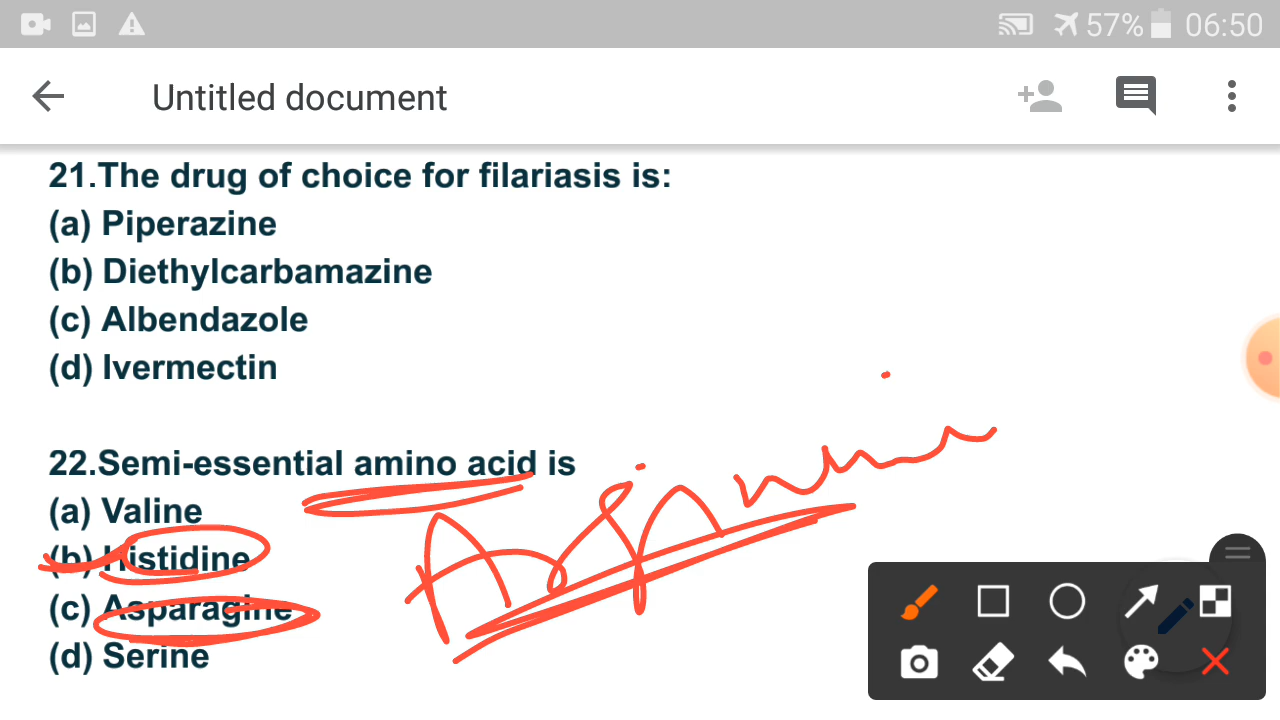 57% 06:50
Untitled document
21.The drug of choice for filariasis is:
(a) Piperazine
(b) Diethylcarbamazine
(c) Albendazole
(d) Ivermectin
22.Semi-essential amino acid is
(a) Valine
(b) Histidine
(c) Asparagine
(d) Serine
Arginine